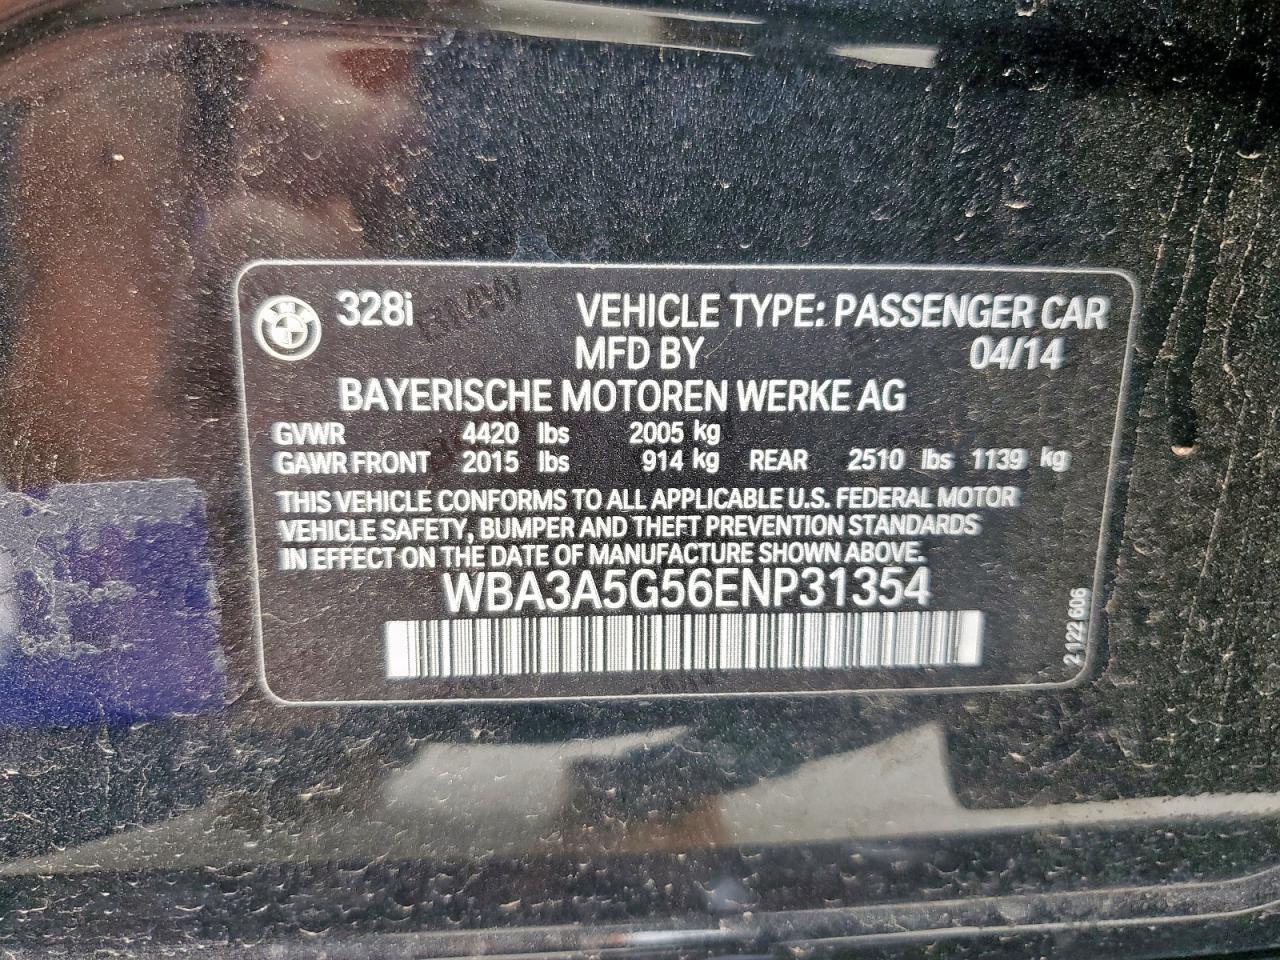 328i VEHICLE TYPE: PASSENGER CAR
MFD BY 04/14
BAYERISCHE MOTOREN WERKE AG
GVWR 4420 lbs 2005 kg
GAWR FRONT 2015 lbs 914 kg REAR 2510 lbs 1139 kg
THIS VEHICLE CONFORMS TO ALL APPLICABLE U.S. FEDERAL MOTOR
VEHICLE SAFETY, BUMPER AND THEFT PREVENTION STANDARDS
IN EFFECT ON THE DATE OF MANUFACTURE SHOWN ABOVE.
WBA3A5G56ENP31354
2 122 606